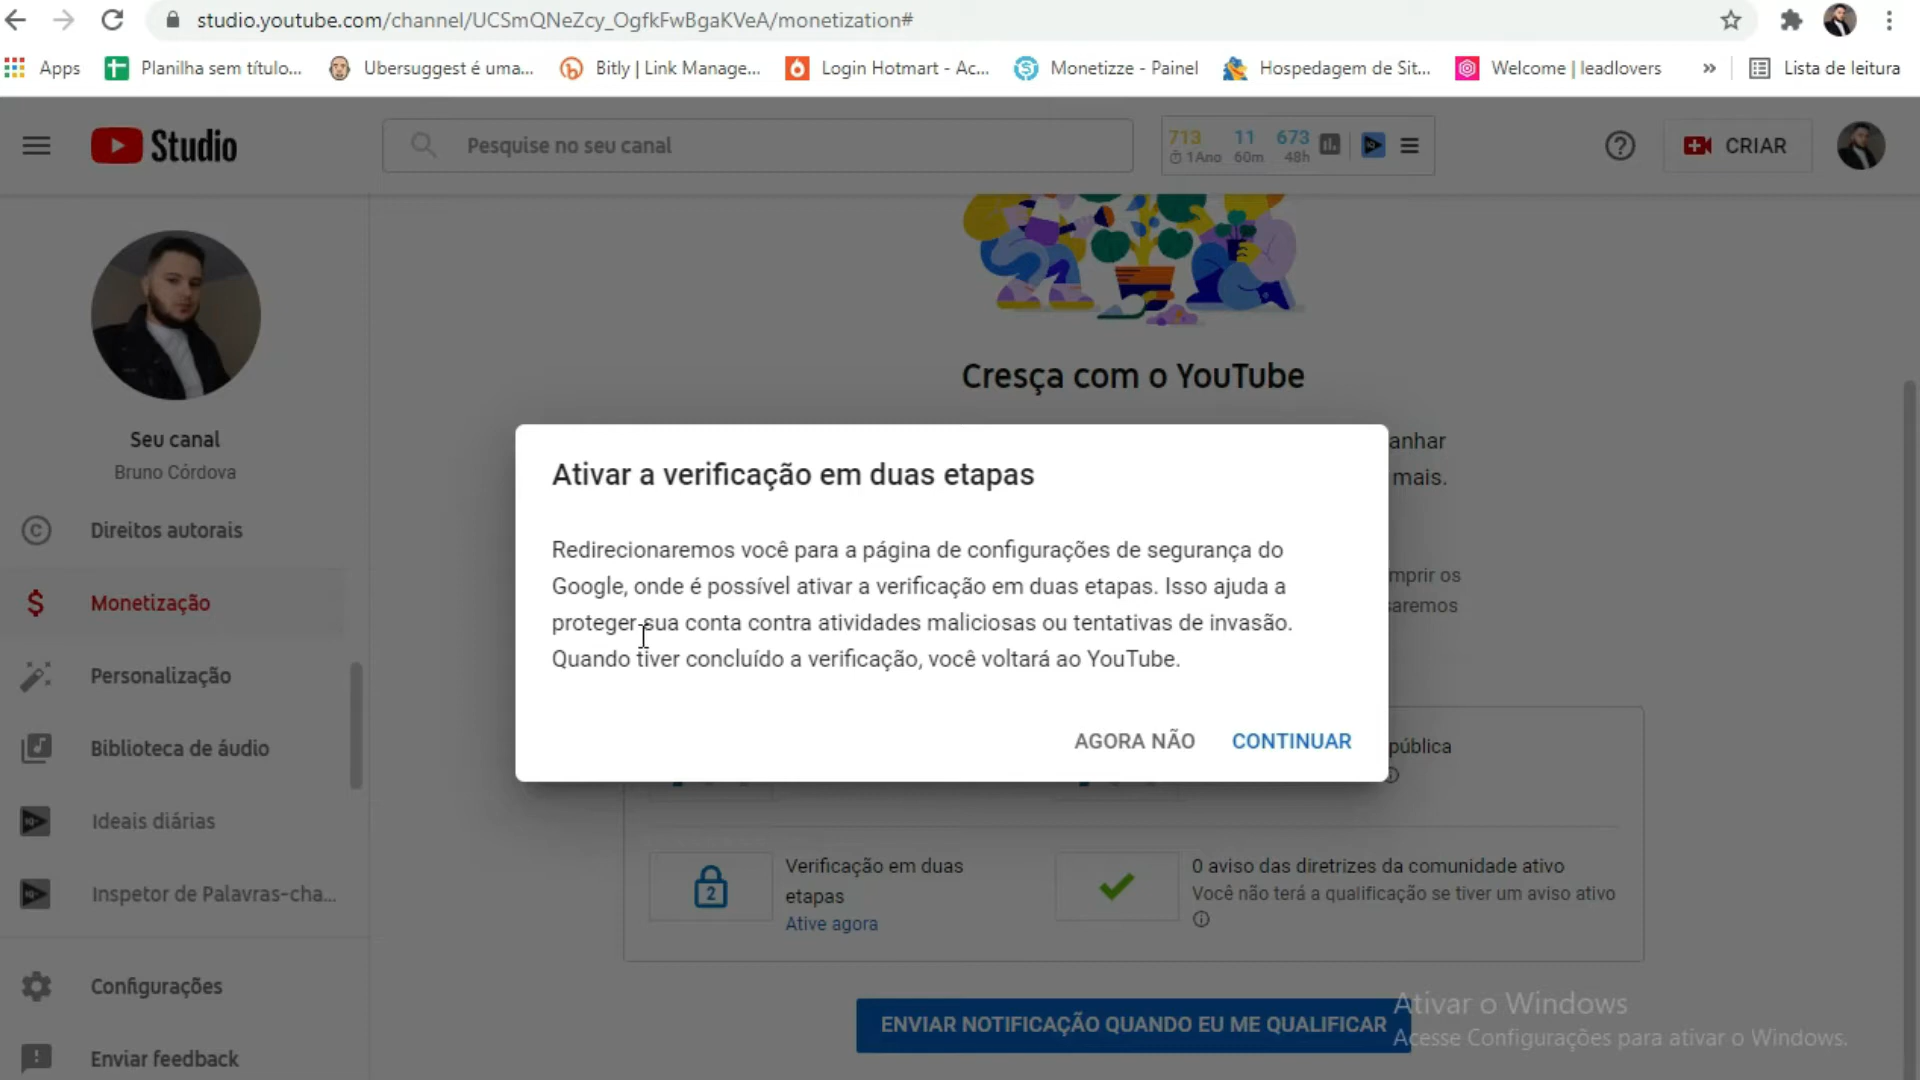 studio.youtube.com/channel/UCSmQNeZcy_OgfkFwBgaKVeA/monetization#
Apps
Planilha sem título...
Ubersuggest é uma...
Bitly | Link Manage...
Login Hotmart - Ac...
Monetizze - Painel
Hospedagem de Sit...
Welcome | leadlovers
»
Lista de leitura
Studio
Pesquise no seu canal
713 11 673
1Ano 60m 48h
CRIAR
Cresça com o YouTube
Seu canal
Bruno Córdova
Direitos autorais
Monetização
Personalização
Biblioteca de áudio
Ideais diárias
Inspetor de Palavras-cha...
Configurações
Enviar feedback
anhar
mais.
mprir os
saremos
Ativar a verificação em duas etapas
Redirecionaremos você para a página de configurações de segurança do
Google, onde é possível ativar a verificação em duas etapas. Isso ajuda a
proteger sua conta contra atividades maliciosas ou tentativas de invasão.
Quando tiver concluído a verificação, você voltará ao YouTube.
AGORA NÃO CONTINUAR
pública
2
Verificação em duas
etapas
Ative agora
0 aviso das diretrizes da comunidade ativo
Você não terá a qualificação se tiver um aviso ativo
ENVIAR NOTIFICAÇÃO QUANDO EU ME QUALIFICAR
Ativar o Windows
Acesse Configurações para ativar o Windows.